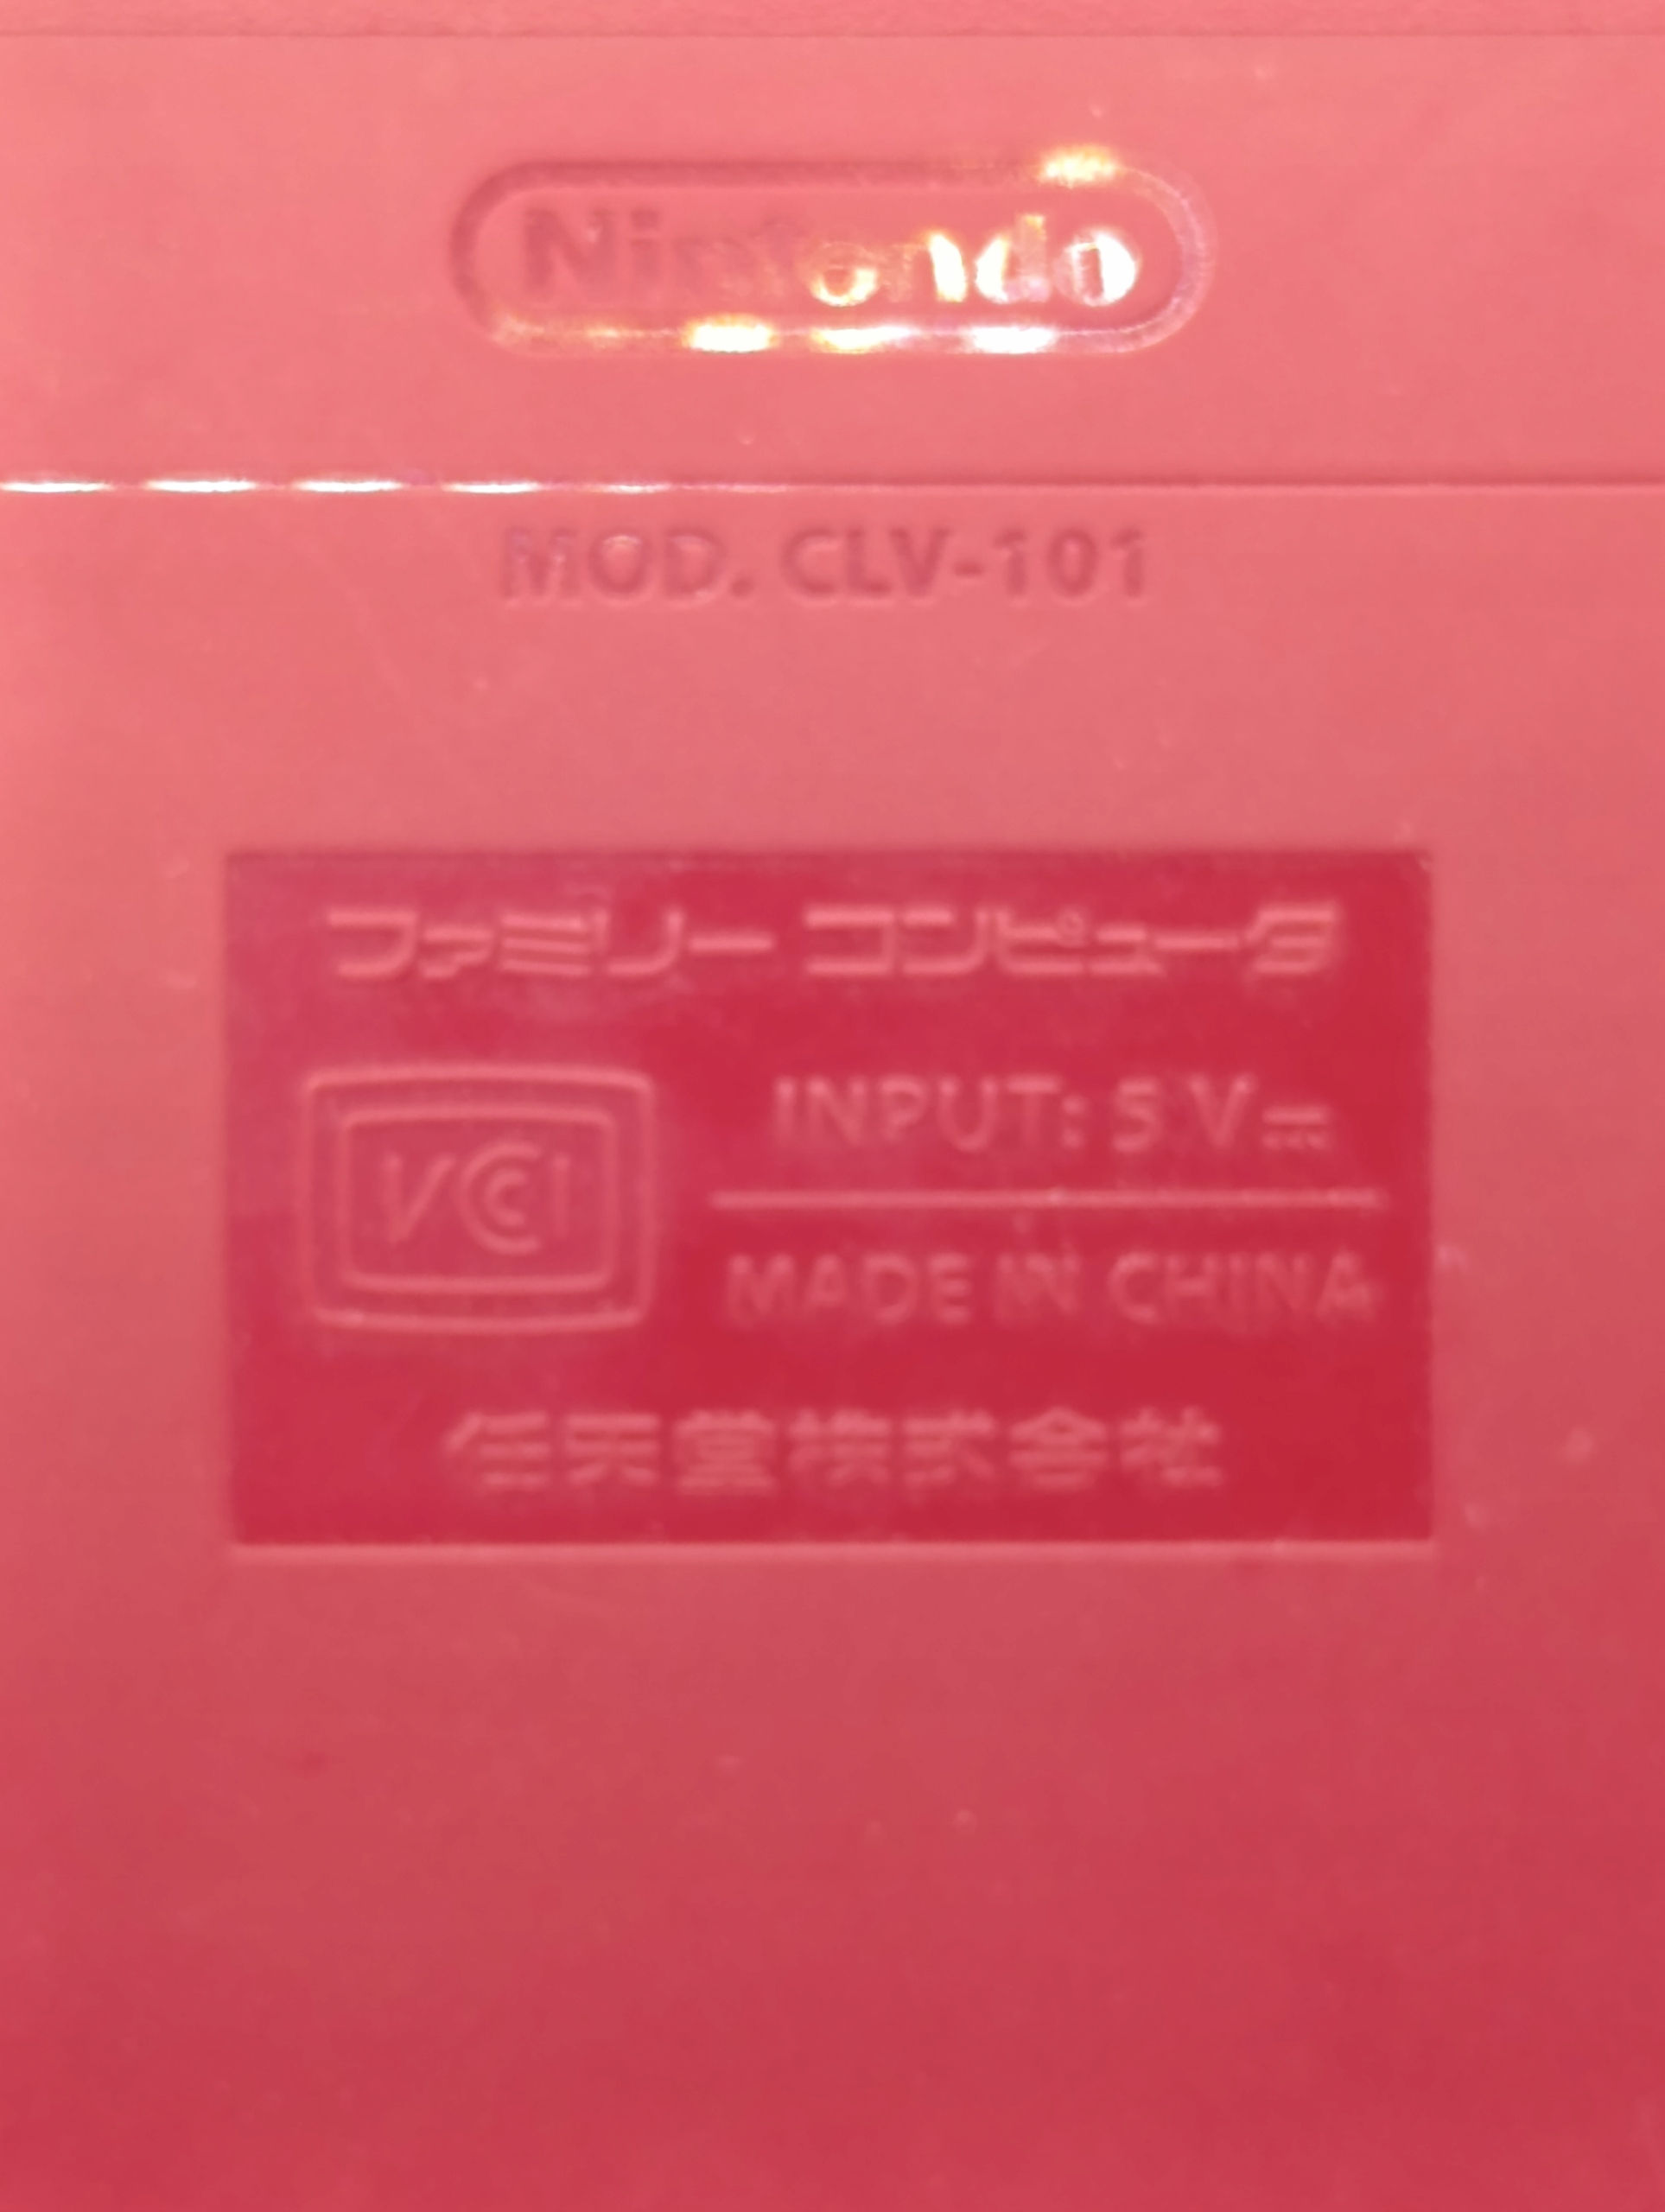 Nintendo
MOD. CLV-101
ファミリー コンピュータ
VCCI
INPUT: 5 V⎓
MADE IN CHINA
任天堂株式会社